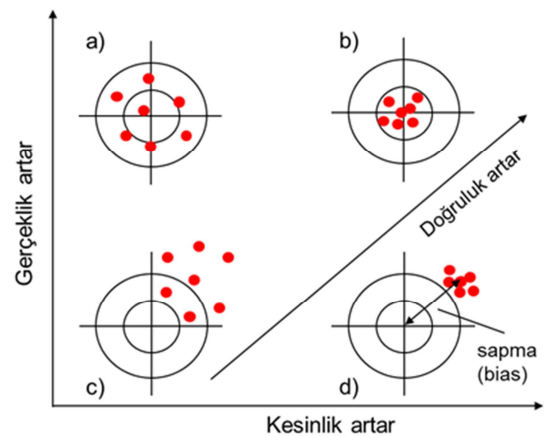 a)
b)
Gerçeklik artar
Doğruluk artar
c)
d)
sapma
(bias)
Kesinlik artar